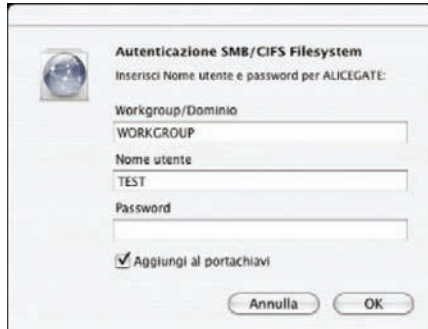 Autenticazione SMB/CIFS Filesystem
Inserisci Nome utente e password per ALICEGATE:
Workgroup/Dominio
WORKGROUP
Nome utente
TEST
Password
Aggiungi al portachiavi
Annulla
OK